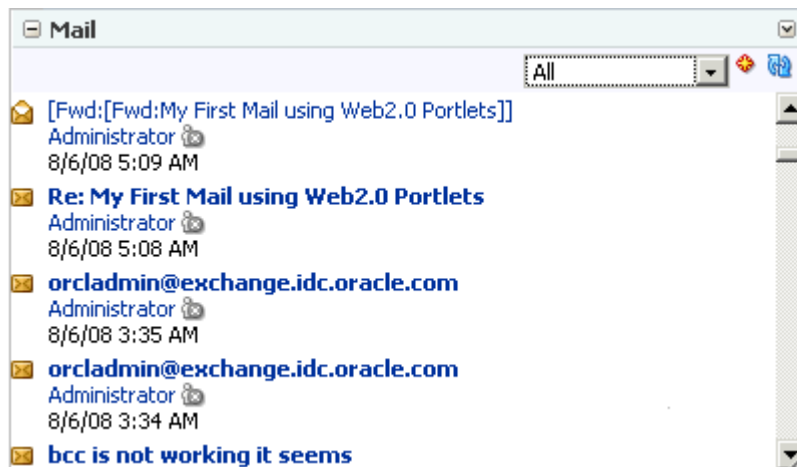 Mail
All
[Fwd:[Fwd:My First Mail using Web2.0 Portlets]]
Administrator
8/6/08 5:09 AM
Re: My First Mail using Web2.0 Portlets
Administrator
8/6/08 5:08 AM
orcladmin@exchange.idc.oracle.com
Administrator
8/6/08 3:35 AM
orcladmin@exchange.idc.oracle.com
Administrator
8/6/08 3:34 AM
bcc is not working it seems